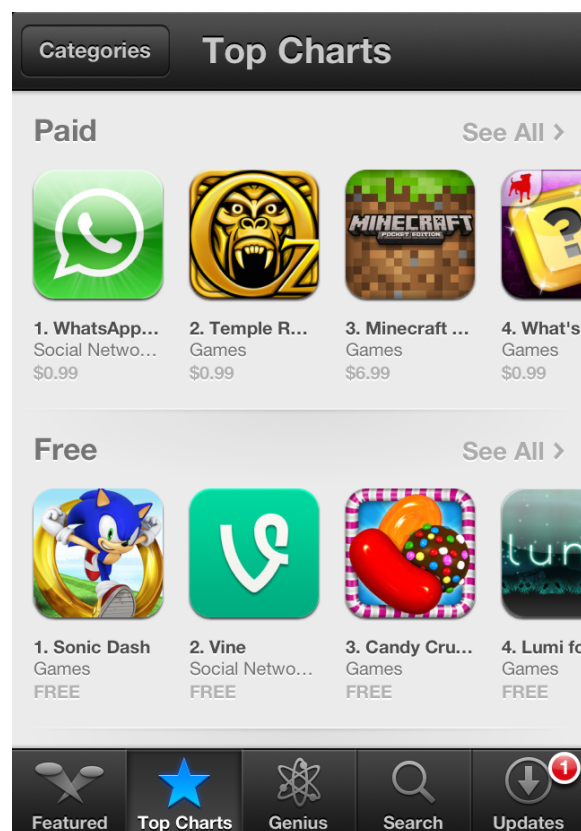 Categories
Top Charts
Paid
See All >
MINECRAFT
POCKET EDITION
?
1. WhatsApp...
2. Temple R...
3. Minecraft ...
4. What's
Social Netwo...
Games
Games
Games
$0.99
$0.99
$6.99
$0.99
Free
See All >
lum
1. Sonic Dash
2. Vine
3. Candy Cru...
4. Lumi fo
Games
Social Netwo...
Games
Games
FREE
FREE
FREE
FREE
1
Featured
Top Charts
Genius
Search
Updates